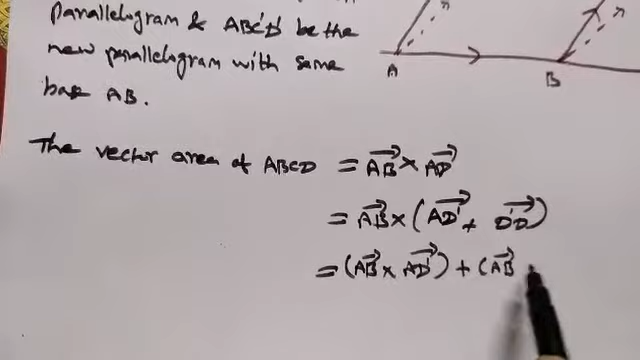 parallelogram & ABC'D' be the
new parallelogram with same
base AB.
A
B
The vector area of ABCD = AB⃗ × AD⃗
= AB⃗ × (AD'⃗ + D'D⃗)
= (AB⃗ × AD'⃗) + (AB⃗